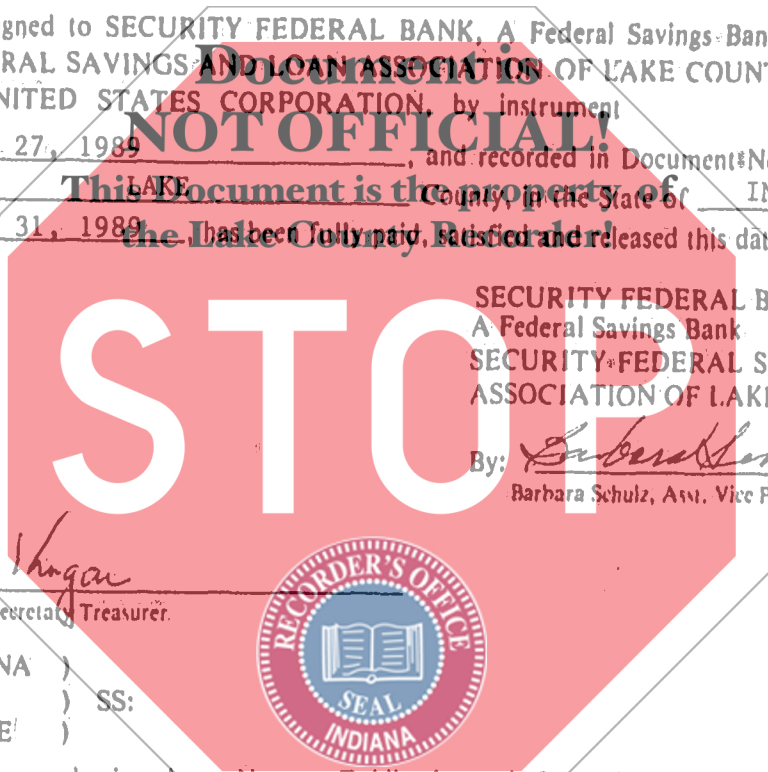 gned to SECURITY FEDERAL BANK, A Federal Savings Ban
RAL SAVINGS AND LOAN ASSOCIATION OF LAKE COUN
NITED STATES CORPORATION, by instrument
27, 1989, and recorded in Document No
LAKE County, in the State of IN
31, 1989, has been fully paid, satisfied and released this dat
Document is
NOT OFFICIAL!
This Document is the property of
the Lake County Recorder!
STOP
SECURITY FEDERAL B
A Federal Savings Bank
SECURITY FEDERAL S
ASSOCIATION OF LAK
By:
Barbara Schulz, Asst. Vice P
ecretary Treasurer.
NA )
) SS:
E )
RECORDER'S OFFICE
SEAL
INDIANA